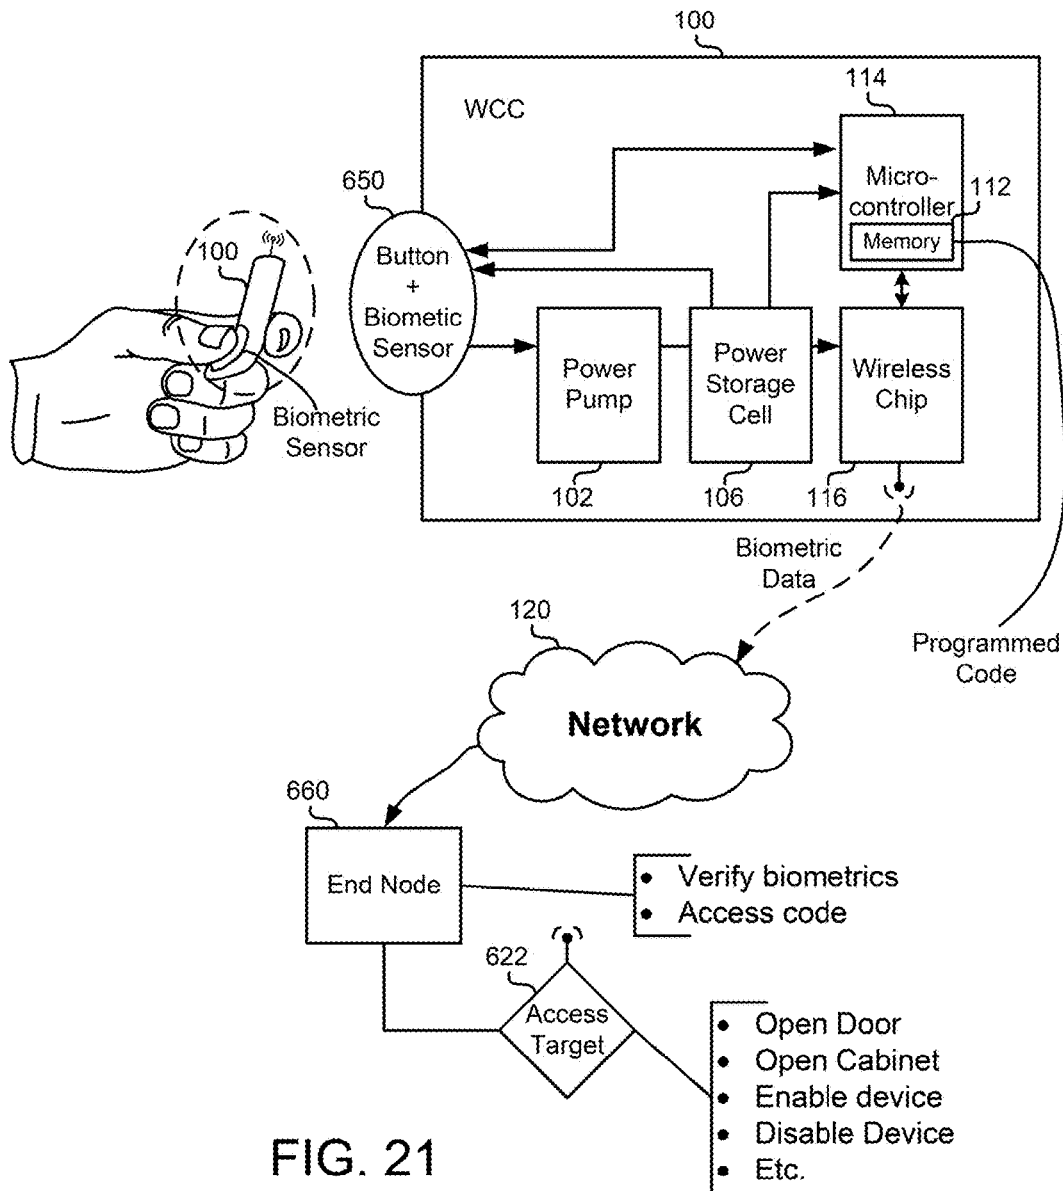 100
WCC
114
Micro-
controller
112
Memory
650
Button
+
Biometic
Sensor
100
Biometric
Sensor
Power
Pump
102
Power
Storage
Cell
106
Wireless
Chip
116
Biometric
Data
Programmed
Code
120
Network
660
End Node
• Verify biometrics
• Access code
622
Access
Target
• Open Door
• Open Cabinet
• Enable device
• Disable Device
• Etc.
FIG. 21